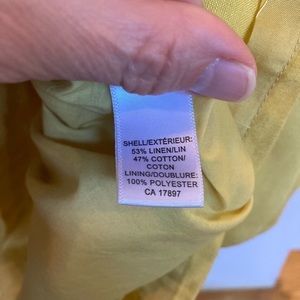 SHELL/EXTÉRIEUR:
53% LINEN/LIN
47% COTTON/
COTON
LINING/DOUBLURE:
100% POLYESTER
CA 17897